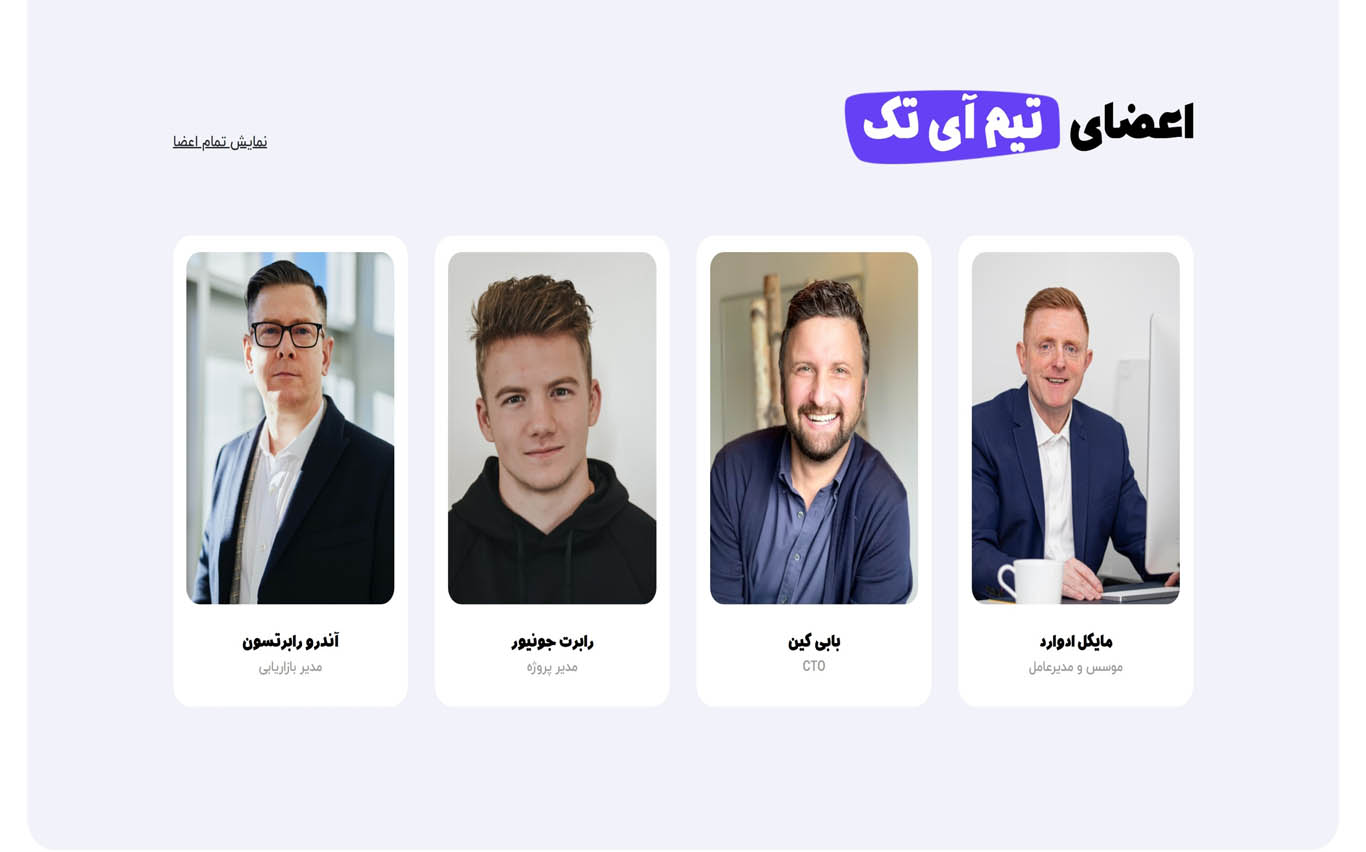 اعضای تیم آی تک
نمایش تمام اعضا
مایکل ادوارد
موسس و مدیرعامل
بابی کین
CTO
رابرت جونیور
مدیر پروژه
آندرو رابرتسون
مدیر بازاریابی